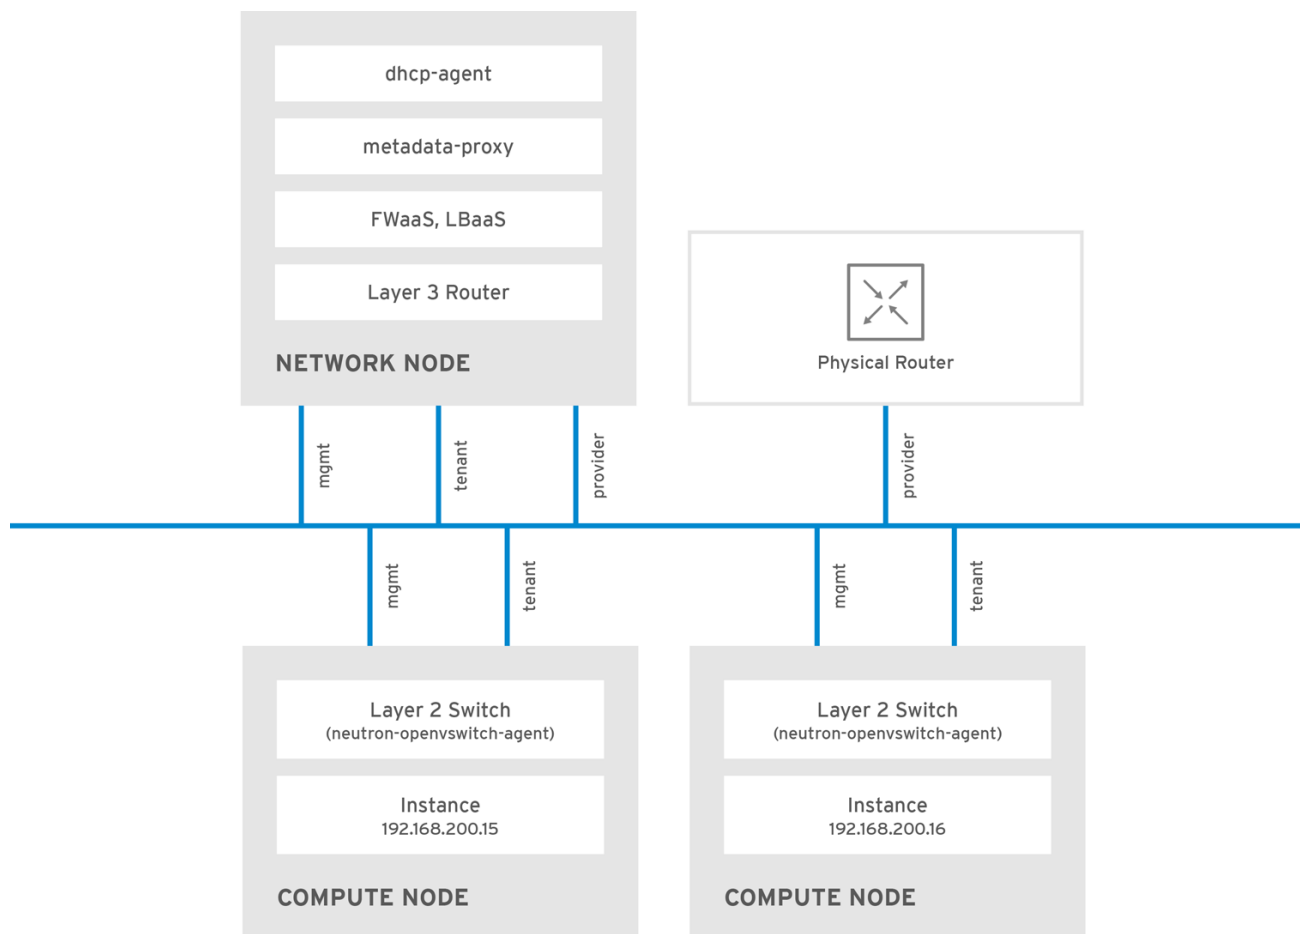 dhcp-agent
metadata-proxy
FWaaS, LBaaS
Layer 3 Router
NETWORK NODE
Physical Router
mgmt
tenant
provider
provider
mgmt
tenant
mgmt
tenant
Layer 2 Switch
(neutron-openvswitch-agent)
Instance
192.168.200.15
COMPUTE NODE
Layer 2 Switch
(neutron-openvswitch-agent)
Instance
192.168.200.16
COMPUTE NODE